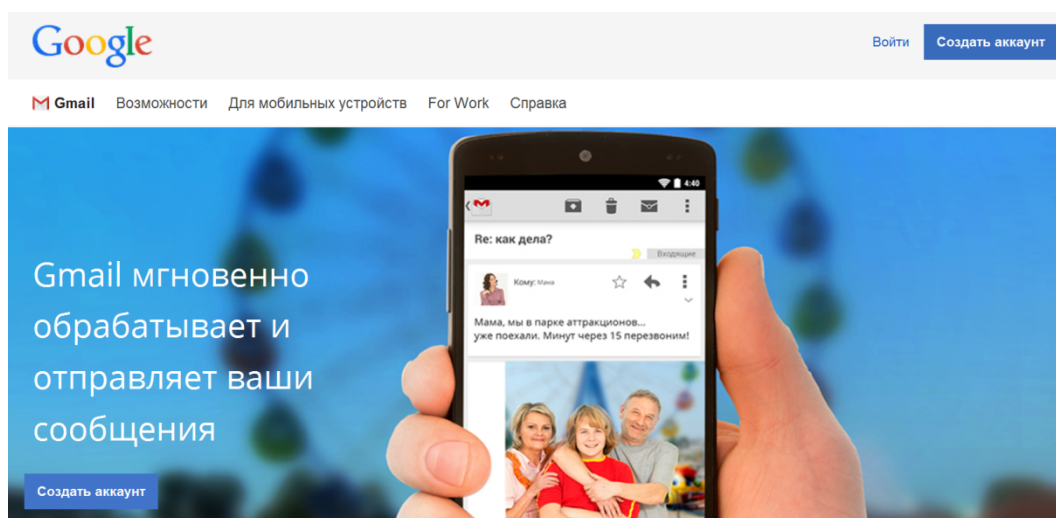 Google
Войти
Создать аккаунт
Gmail
Возможности
Для мобильных устройств
For Work
Справка
4:40
Re: как дела?
Входящие
Кому: Мама
Мама, мы в парке аттракционов...
уже поехали. Минут через 15 перезвоним!
Gmail мгновенно
обрабатывает и
отправляет ваши
сообщения
Создать аккаунт